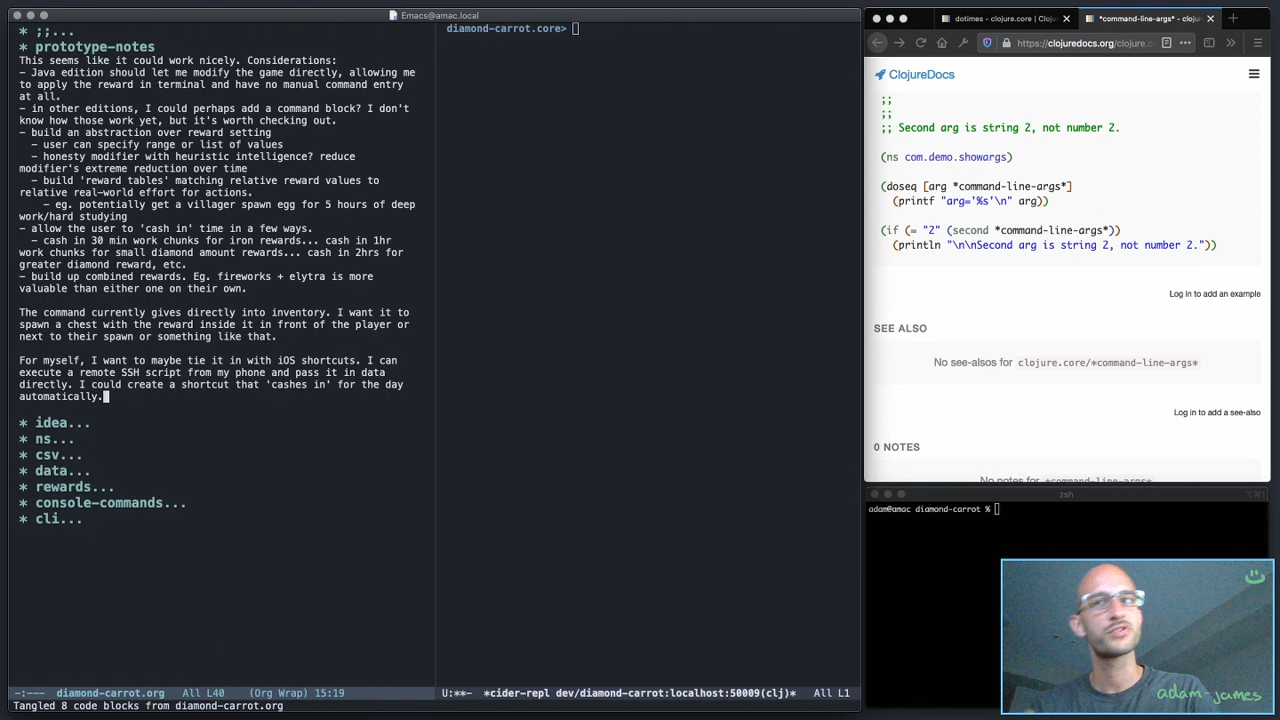 Emacs@amac.local
* ;;...
* prototype-notes
This seems like it could work nicely. Considerations:
- Java edition should let me modify the game directly, allowing me
to apply the reward in terminal and have no manual command entry
at all.
- in other editions, I could perhaps add a command block? I don't
know how those work yet, but it's worth checking out.
- build an abstraction over reward setting
- user can specify range or list of values
- honesty modifier with heuristic intelligence? reduce
modifier's extreme reduction over time
- build 'reward tables' matching relative reward values to
relative real-world effort for actions.
- eg. potentially get a villager spawn egg for 5 hours of deep
work/hard studying
- allow the user to 'cash in' time in a few ways.
- cash in 30 min work chunks for iron rewards... cash in 1hr
work chunks for small diamond amount rewards... cash in 2hrs for
greater diamond reward, etc.
- build up combined rewards. Eg. fireworks + elytra is more
valuable than either one on their own.
The command currently gives directly into inventory. I want it to
spawn a chest with the reward inside it in front of the player or
next to their spawn or something like that.
For myself, I want to maybe tie it in with iOS shortcuts. I can
execute a remote SSH script from my phone and pass it in data
directly. I could create a shortcut that 'cashes in' for the day
automatically.
* idea...
* ns...
* csv...
* data...
* rewards...
* console-commands...
* cli...
-:--- diamond-carrot.org All L40 (Org Wrap) 15:19
Tangled 8 code blocks from diamond-carrot.org
diamond-carrot.core>
U:**- *cider-repl dev/diamond-carrot:localhost:50009(clj)* All L1
dotimes - clojure.core | Cloj
*command-line-args* - cloju
https://clojuredocs.org/clojure.c
ClojureDocs
;;
;;
;; Second arg is string 2, not number 2.
(ns com.demo.showargs)
(doseq [arg *command-line-args*]
(printf "arg='%s'\n" arg))
(if (= "2" (second *command-line-args*))
(println "\n\nSecond arg is string 2, not number 2."))
Log in to add an example
SEE ALSO
No see-alsos for clojure.core/*command-line-args*
Log in to add a see-also
0 NOTES
No notes for *command-line-args*
zsh
adam@amac diamond-carrot %
adam-james